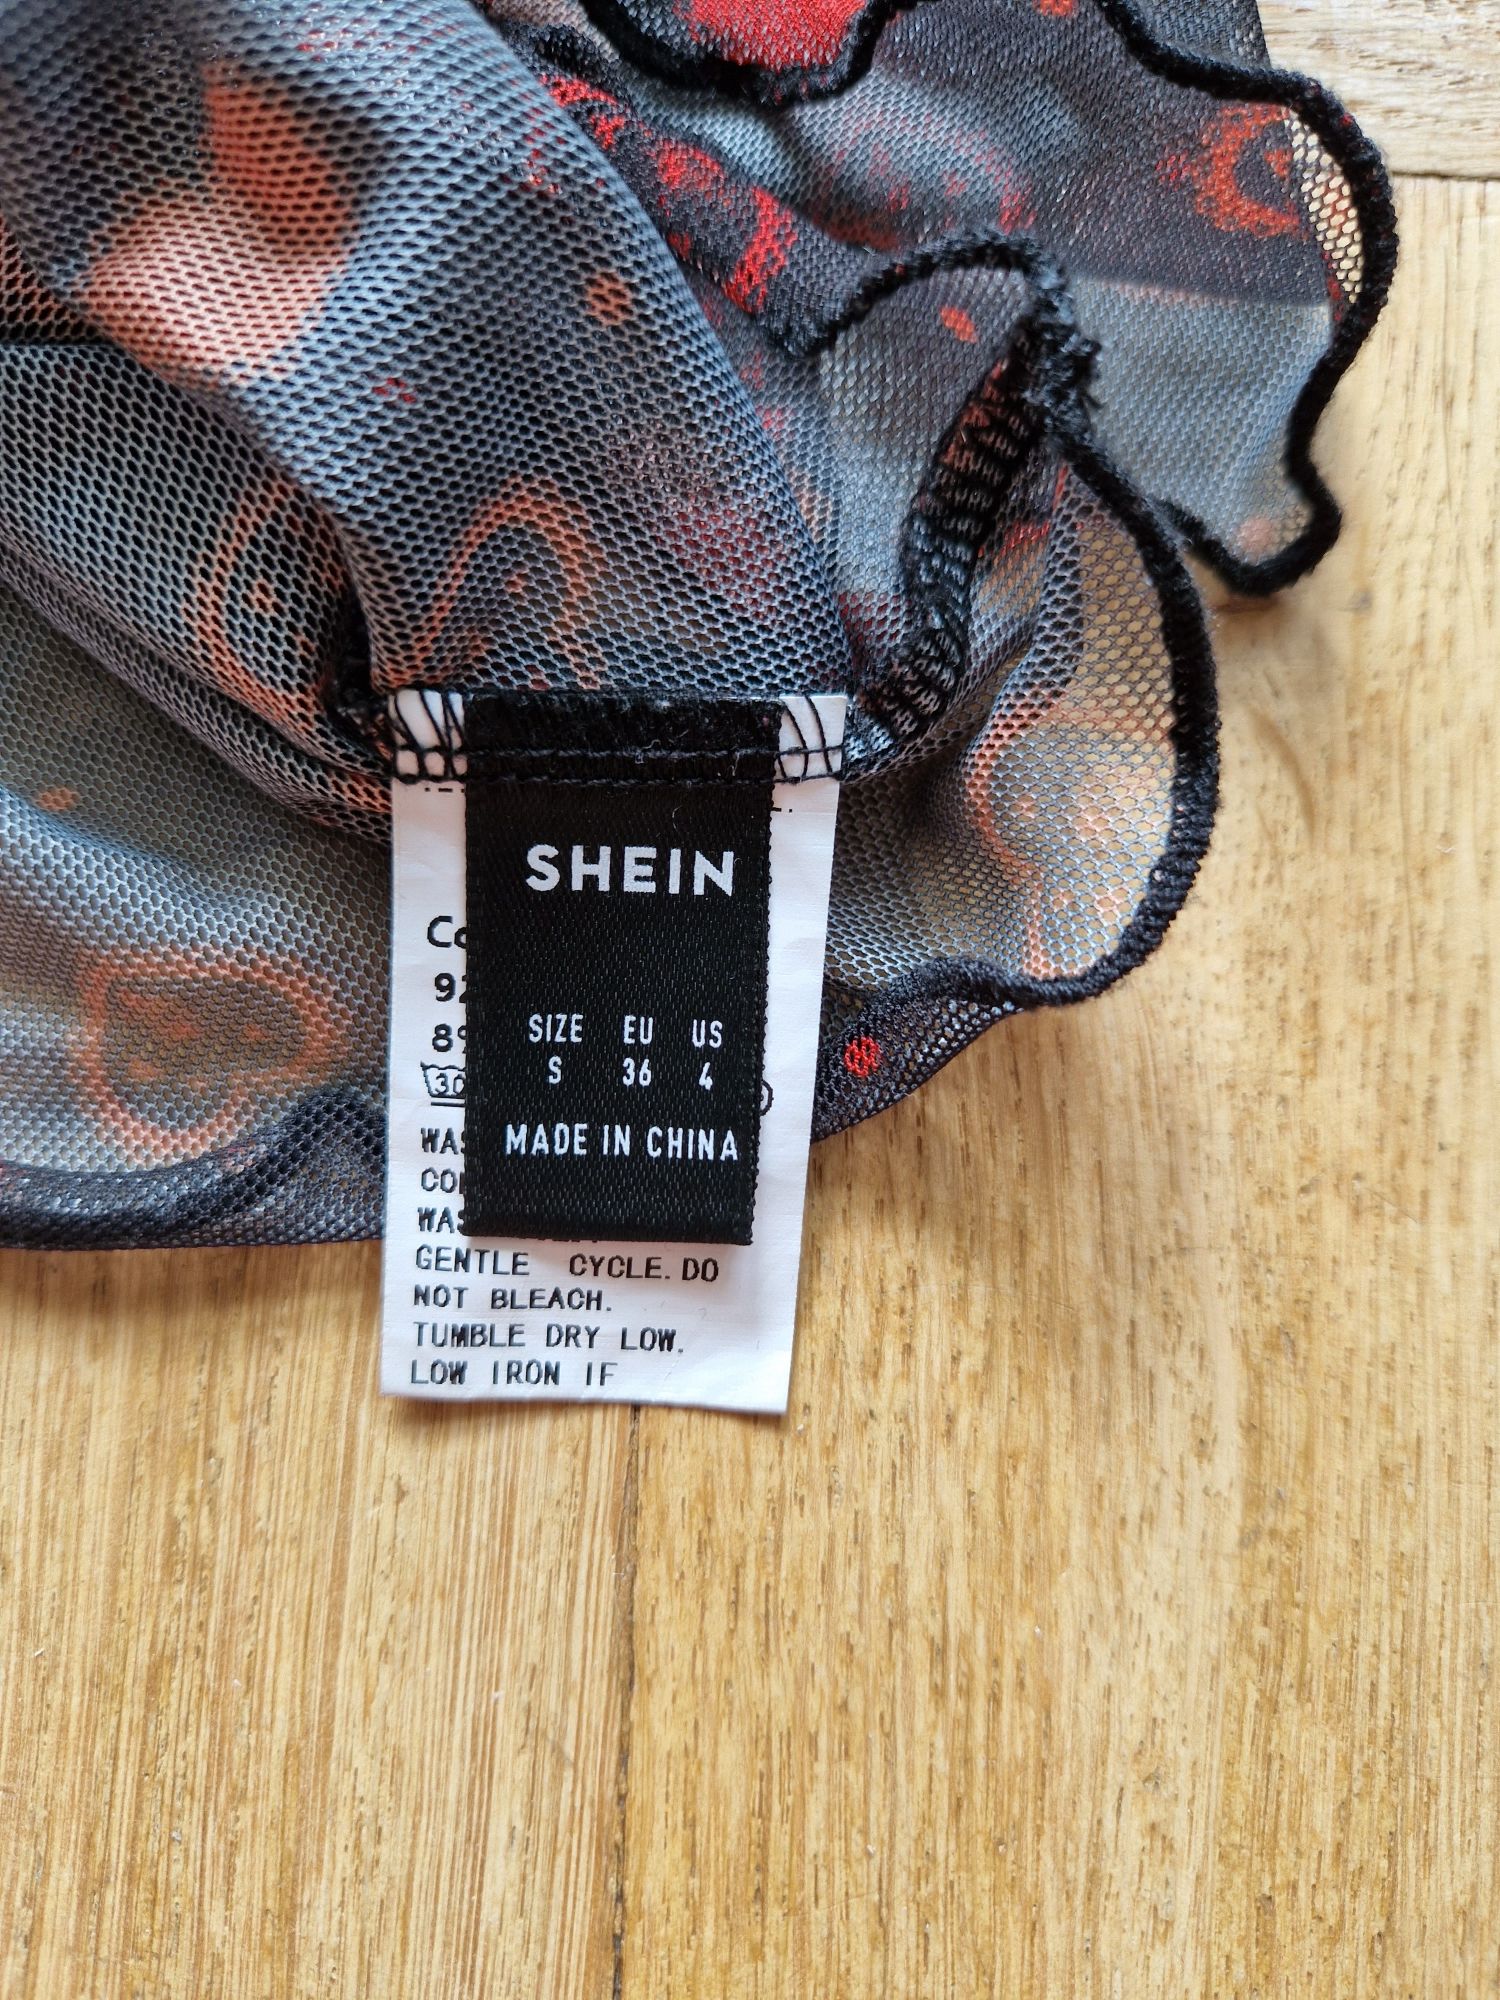 SHEIN
SIZE EU US
S 36 4
MADE IN CHINA
30
GENTLE CYCLE. DO
NOT BLEACH.
TUMBLE DRY LOW.
LOW IRON IF